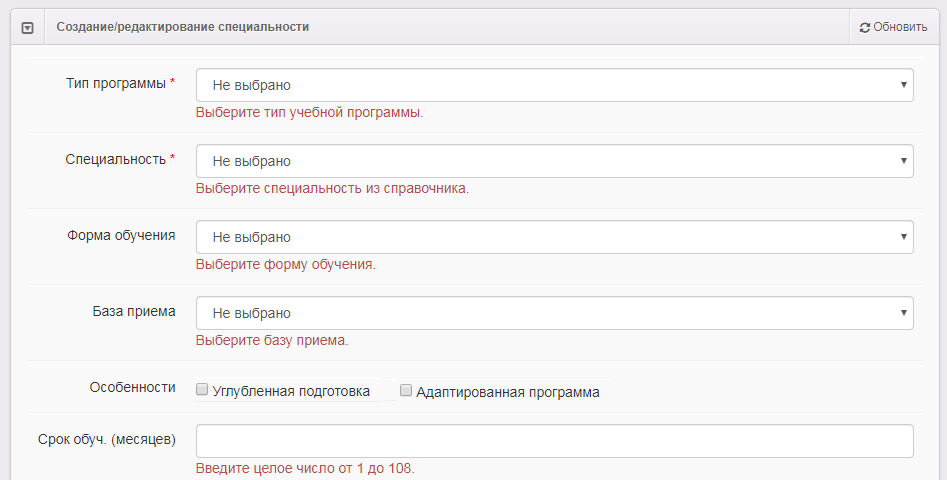 Создание/редактирование специальности
Обновить
Тип программы *
Не выбрано
Выберите тип учебной программы.
Специальность *
Не выбрано
Выберите специальность из справочника.
Форма обучения
Не выбрано
Выберите форму обучения.
База приема
Не выбрано
Выберите базу приема.
Особенности
Углубленная подготовка
Адаптированная программа
Срок обуч. (месяцев)
Введите целое число от 1 до 108.